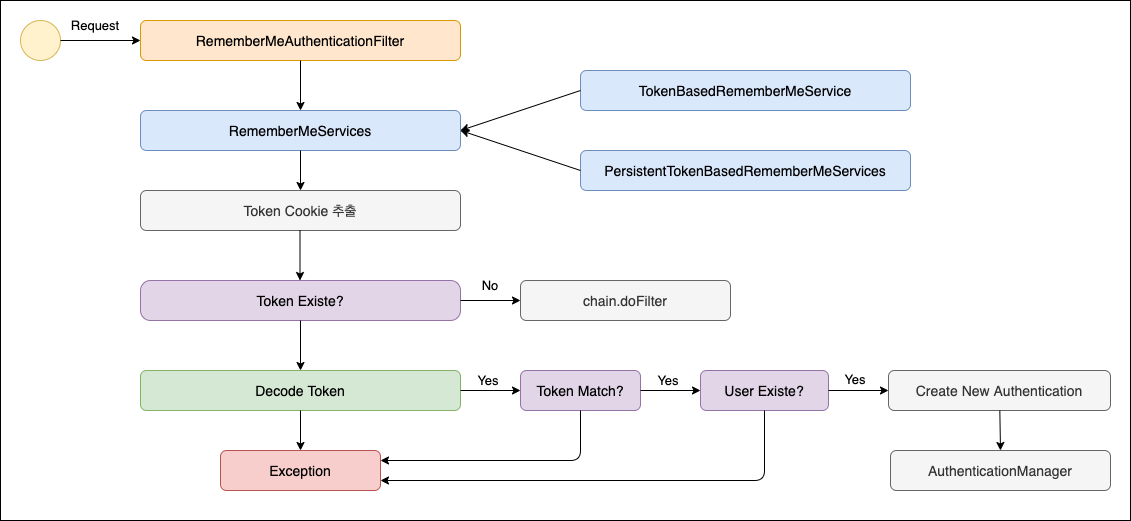 Request
RememberMeAuthenticationFilter
TokenBasedRememberMeService
RememberMeServices
PersistentTokenBasedRememberMeServices
Token Cookie 추출
Token Existe?
No
chain.doFilter
Decode Token
Yes
Token Match?
Yes
User Existe?
Yes
Create New Authentication
Exception
AuthenticationManager